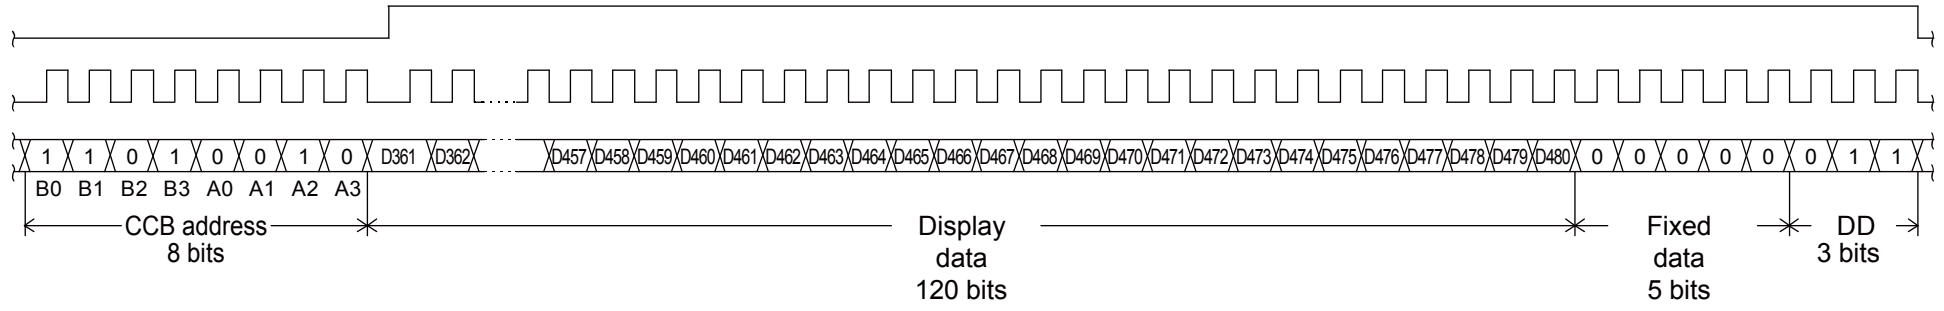 1 1 0 1 0 0 1 0 D361 D362 D457 D458 D459 D460 D461 D462 D463 D464 D465 D466 D467 D468 D469 D470 D471 D472 D473 D474 D475 D476 D477 D478 D479 D480 0 0 0 0 0 0 1 1
B0 B1 B2 B3 A0 A1 A2 A3
CCB address
8 bits
Display
data
120 bits
Fixed
data
5 bits
DD
3 bits